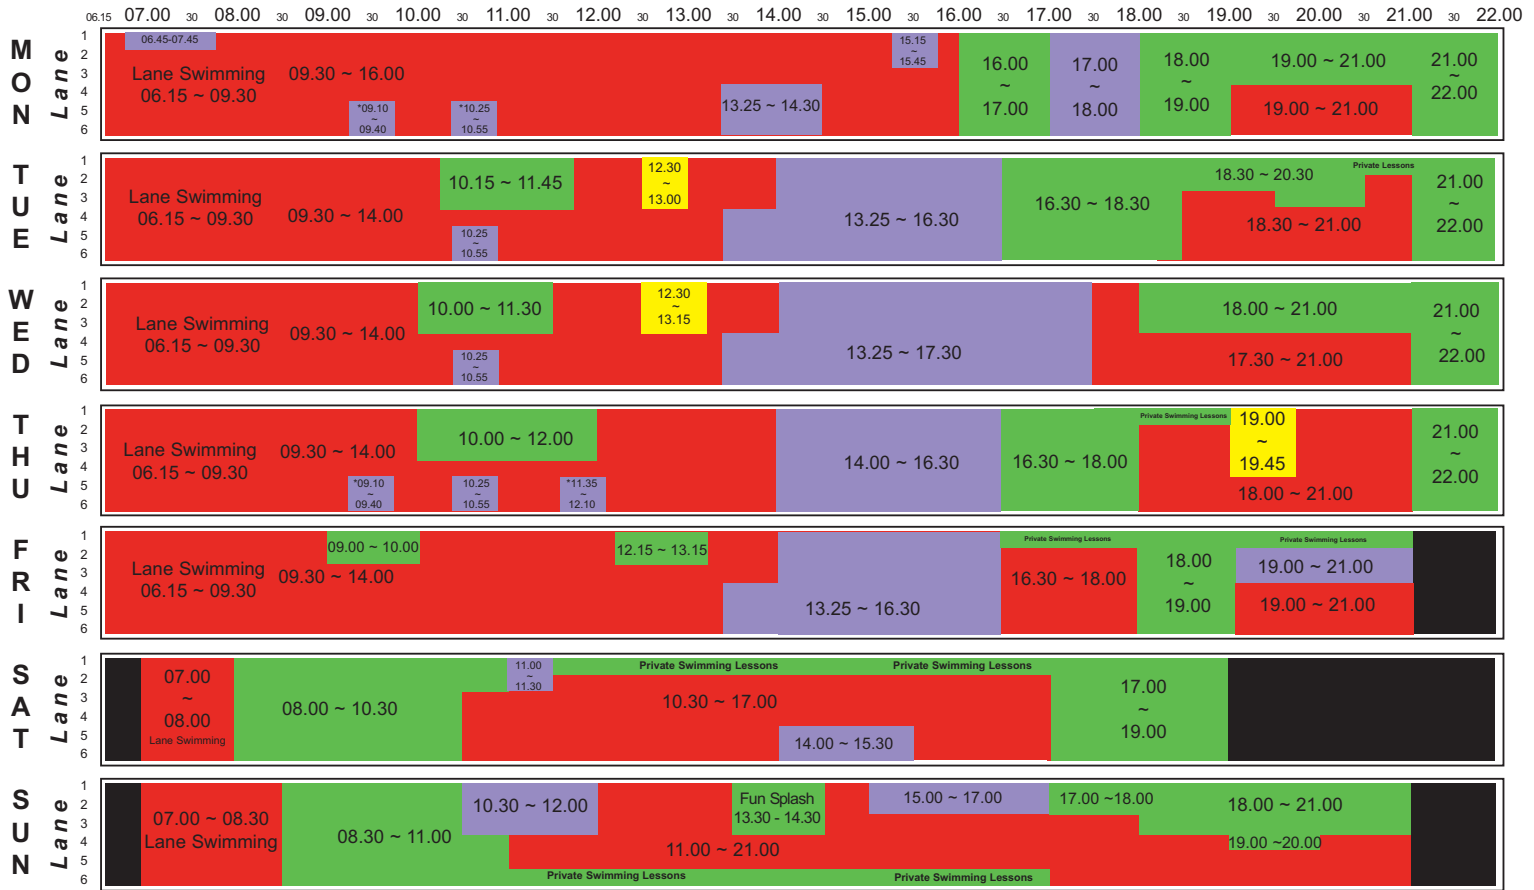 06.15 07.00 30 08.00 30 09.00 30 10.00 30 11.00 30 12.00 30 13.00 30 14.00 30 15.00 30 16.00 30 17.00 30 18.00 30 19.00 30 20.00 30 21.00 30 22.00
MON
Lane
1
2
3
4
5
6
06.45-07.45
Lane Swimming
06.15 ~ 09.30
09.30 ~ 16.00
*09.10
~
09.40
*10.25
~
10.55
13.25 ~ 14.30
15.15
~
15.45
16.00
~
17.00
17.00
~
18.00
18.00
~
19.00
19.00 ~ 21.00
19.00 ~ 21.00
21.00
~
22.00
TUE
Lane
1
2
3
4
5
6
Lane Swimming
06.15 ~ 09.30
09.30 ~ 14.00
10.15 ~ 11.45
10.25
~
10.55
12.30
~
13.00
13.25 ~ 16.30
16.30 ~ 18.30
18.30 ~ 20.30
Private Lessons
18.30 ~ 21.00
21.00
~
22.00
WED
Lane
1
2
3
4
5
6
Lane Swimming
06.15 ~ 09.30
09.30 ~ 14.00
10.00 ~ 11.30
10.25
~
10.55
12.30
~
13.15
13.25 ~ 17.30
18.00 ~ 21.00
17.30 ~ 21.00
21.00
~
22.00
THU
Lane
1
2
3
4
5
6
Lane Swimming
06.15 ~ 09.30
09.30 ~ 14.00
*09.10
~
09.40
10.00 ~ 12.00
10.25
~
10.55
*11.35
~
12.10
14.00 ~ 16.30
16.30 ~ 18.00
Private Swimming Lessons
19.00
~
19.45
18.00 ~ 21.00
21.00
~
22.00
FRI
Lane
1
2
3
4
5
6
Lane Swimming
06.15 ~ 09.30
09.00 ~ 10.00
09.30 ~ 14.00
12.15 ~ 13.15
13.25 ~ 16.30
Private Swimming Lessons
16.30 ~ 18.00
18.00
~
19.00
Private Swimming Lessons
19.00 ~ 21.00
19.00 ~ 21.00
SAT
Lane
1
2
3
4
5
6
07.00
~
08.00
Lane Swimming
08.00 ~ 10.30
11.00
~
11.30
Private Swimming Lessons
Private Swimming Lessons
10.30 ~ 17.00
14.00 ~ 15.30
17.00
~
19.00
SUN
Lane
1
2
3
4
5
6
07.00 ~ 08.30
Lane Swimming
08.30 ~ 11.00
10.30 ~ 12.00
Fun Splash
13.30 - 14.30
15.00 ~ 17.00
17.00 ~18.00
18.00 ~ 21.00
11.00 ~ 21.00
19.00 ~20.00
Private Swimming Lessons
Private Swimming Lessons